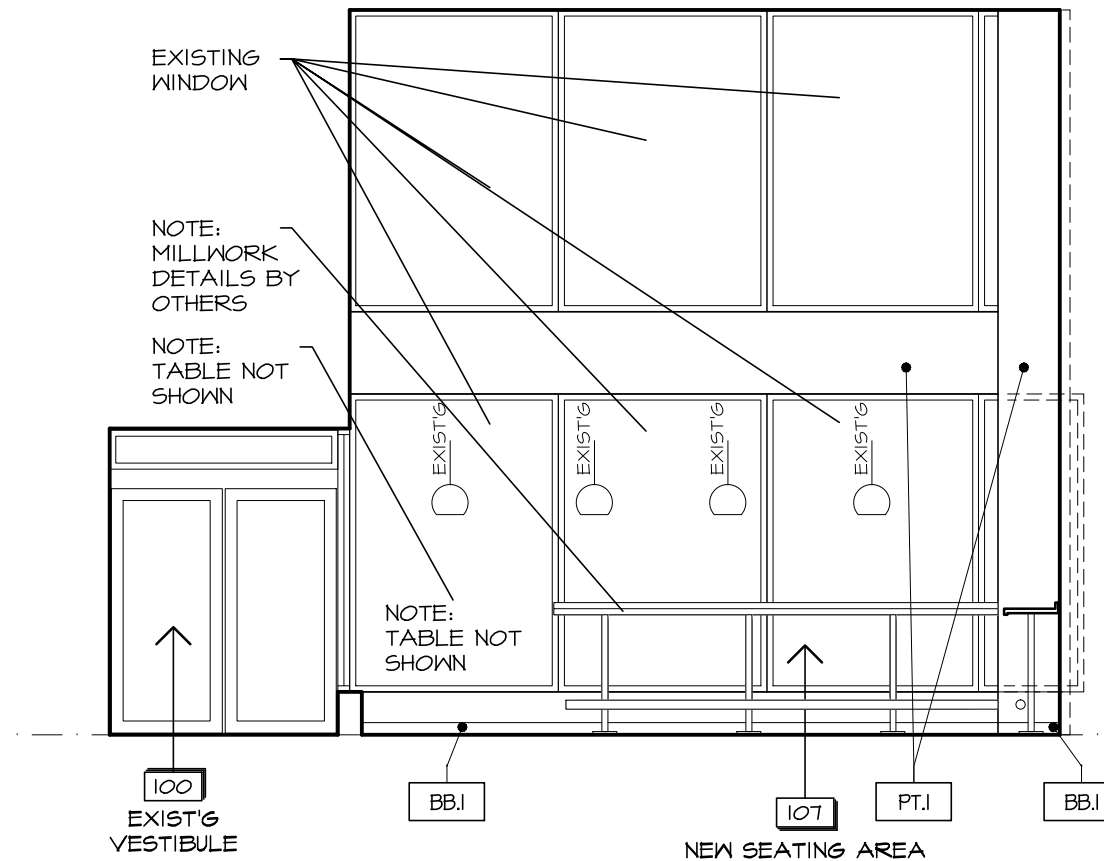 EXISTING
WINDOW
NOTE:
MILLWORK
DETAILS BY
OTHERS
NOTE:
TABLE NOT
SHOWN
EXIST'G
EXIST'G
EXIST'G
EXIST'G
NOTE:
TABLE NOT
SHOWN
100
EXIST'G
VESTIBULE
BB.1
107
NEW SEATING AREA
PT.1
BB.1